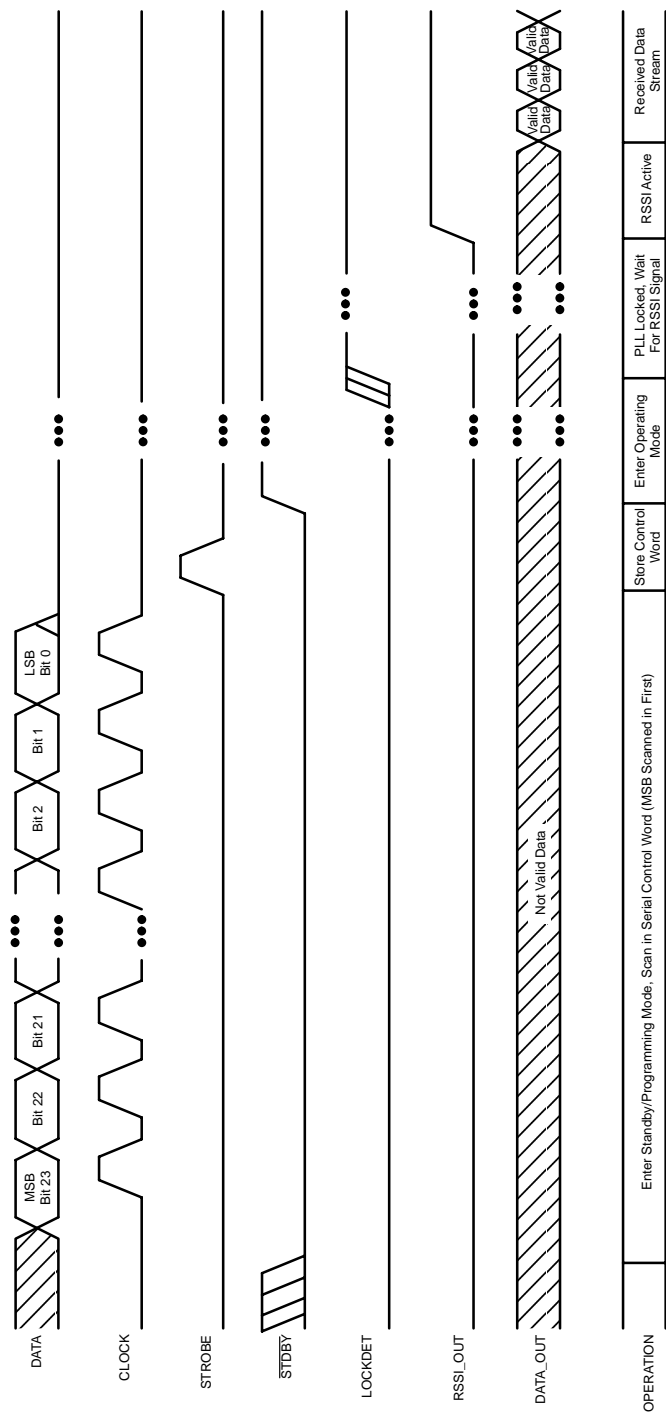 DATA
MSB
Bit 23
Bit 22
Bit 21
Bit 2
Bit 1
LSB
Bit 0
CLOCK
STROBE
STDBY
LOCKDET
RSSI_OUT
DATA_OUT
Not Valid Data
Valid
Data
Valid
Data
Valid
Data
OPERATION
Enter Standby/Programming Mode, Scan in Serial Control Word (MSB Scanned in First)
Store Control
Word
Enter Operating
Mode
PLL Locked, Wait
For RSSI Signal
RSSI Active
Received Data
Stream